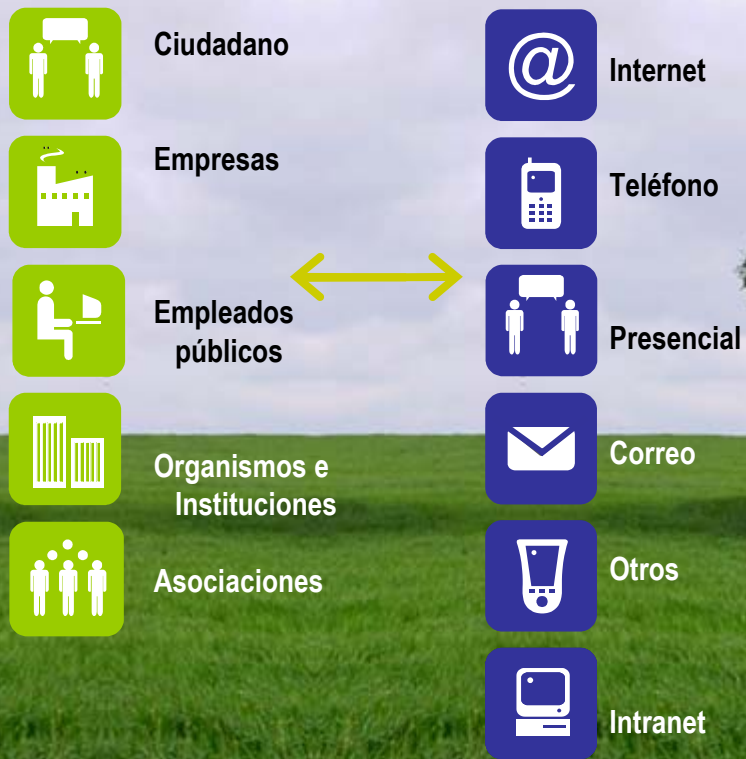 Ciudadano
Empresas
Empleados
públicos
Organismos e
Instituciones
Asociaciones
@
Internet
Teléfono
Presencial
Correo
Otros
Intranet